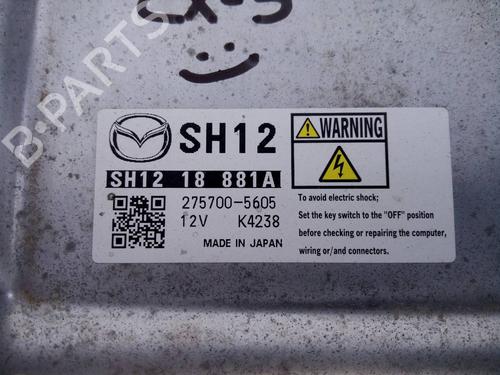 CX-5
B-PARTS
SH12
SH12 18 881A
275700-5605
12V K4238
MADE IN JAPAN
WARNING
To avoid electric shock;
Set the key switch to the "OFF" position
before checking or repairing the computer,
wiring or/and connectors.